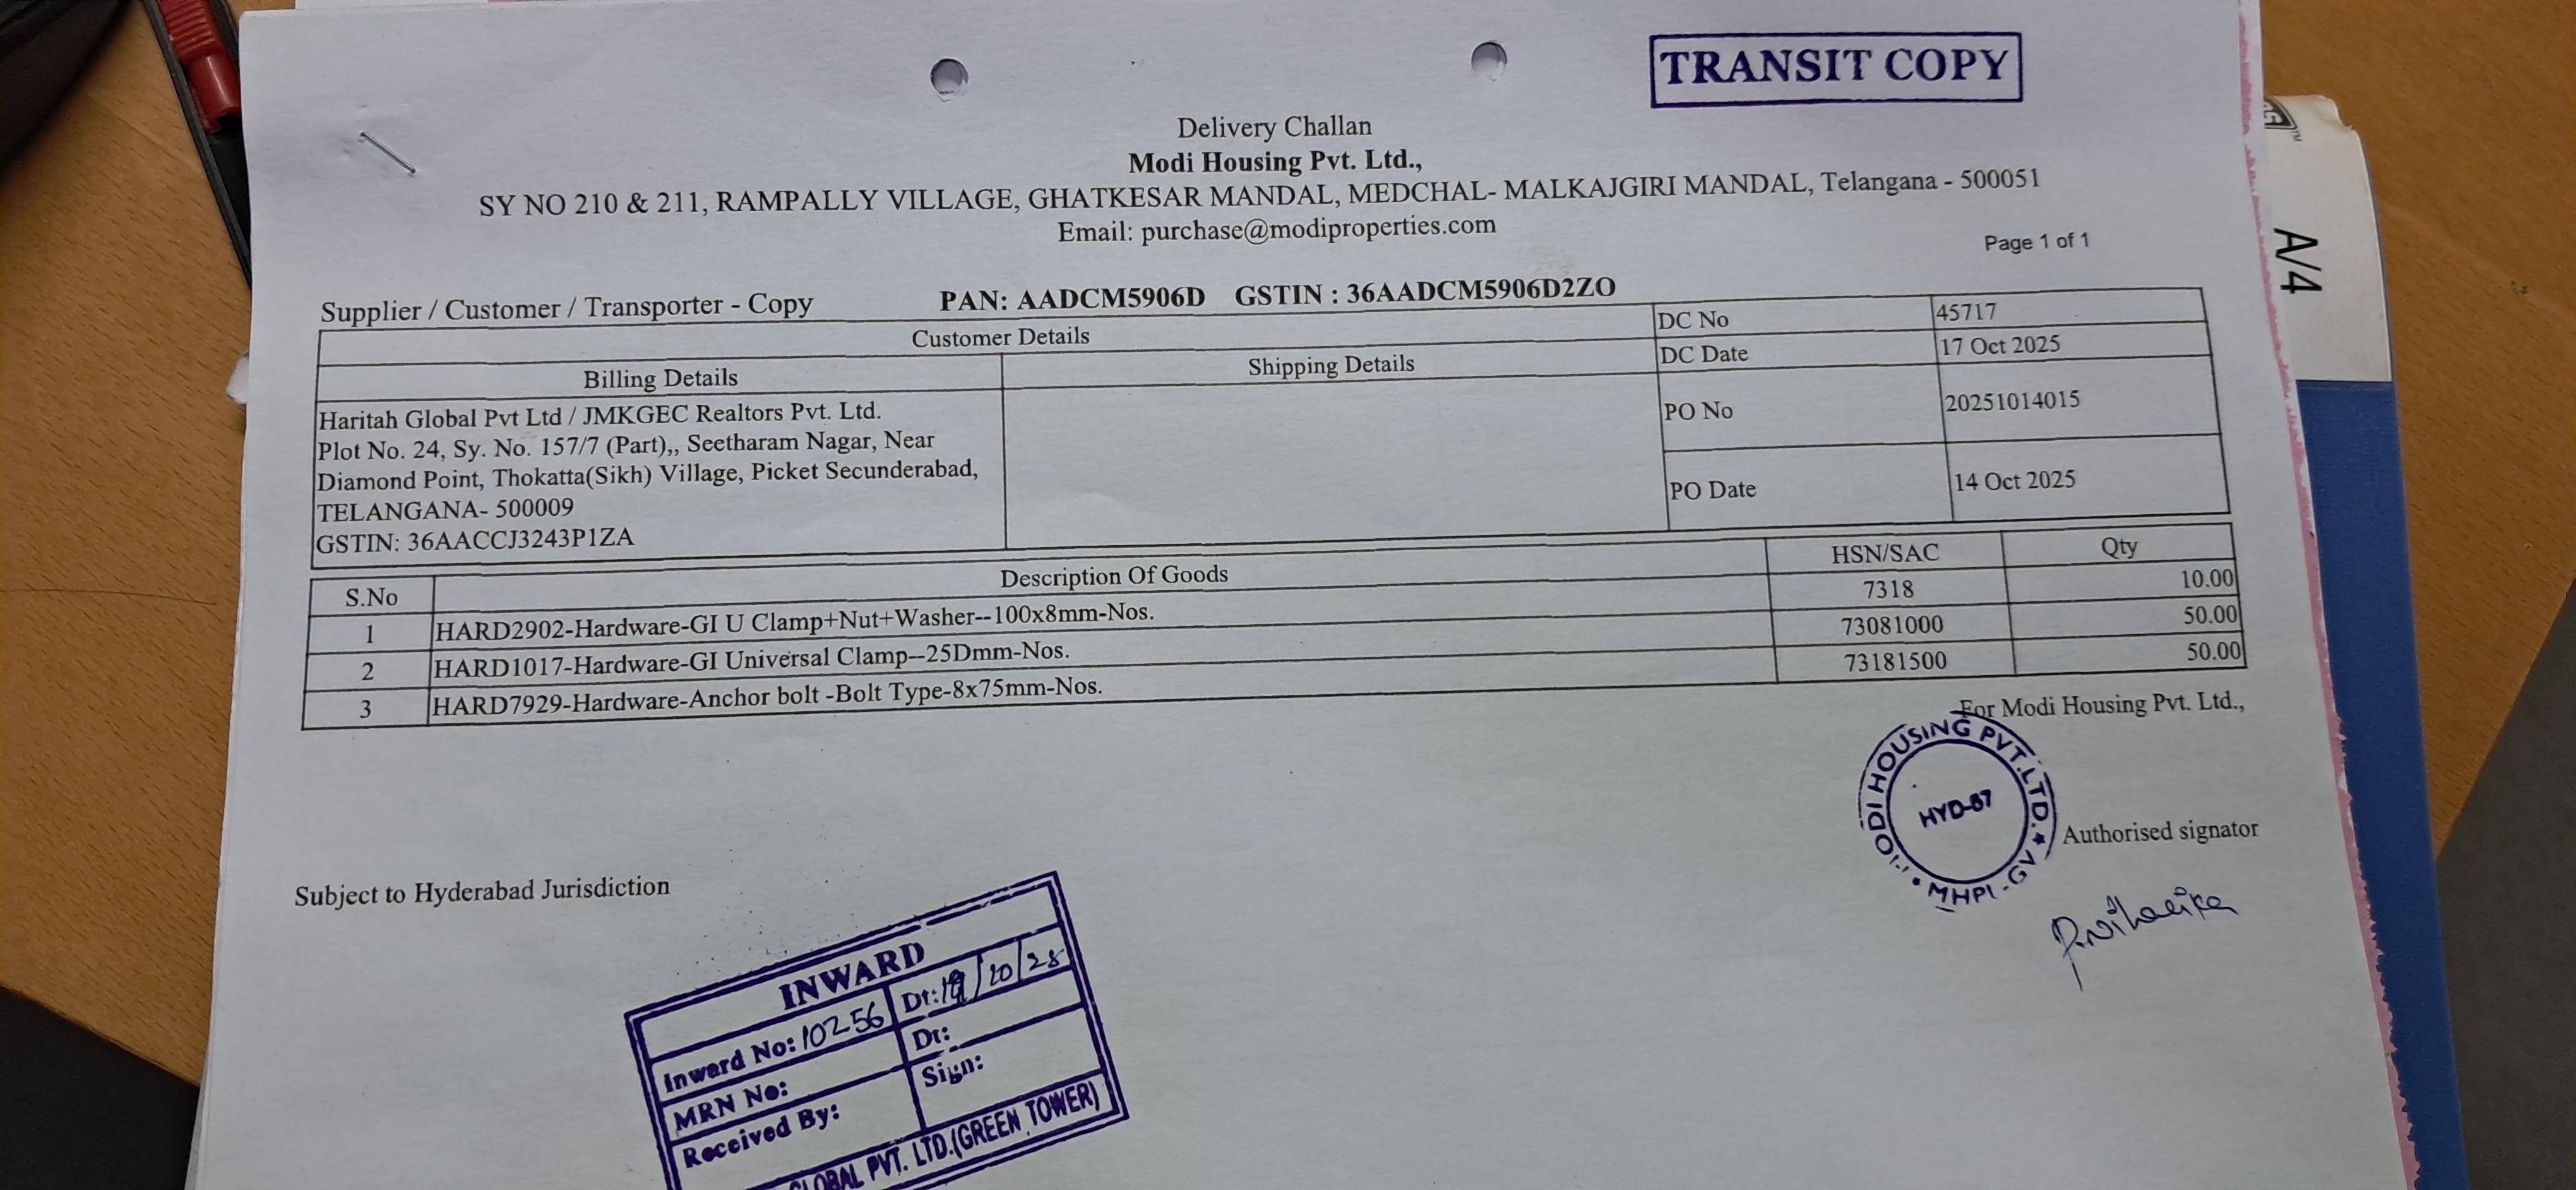 TRANSIT COPY
Delivery Challan
Modi Housing Pvt. Ltd.,
SY NO 210 & 211, RAMPALLY VILLAGE, GHATKESAR MANDAL, MEDCHAL- MALKAJGIRI MANDAL, Telangana - 500051
Email: purchase@modiproperties.com
Page 1 of 1
Supplier / Customer / Transporter - Copy PAN: AADCM5906D GSTIN : 36AADCM5906D2ZO
Customer Details
Billing Details Shipping Details
DC No 45717
DC Date 17 Oct 2025
PO No 20251014015
PO Date 14 Oct 2025
Haritah Global Pvt Ltd / JMKGEC Realtors Pvt. Ltd.
Plot No. 24, Sy. No. 157/7 (Part),, Seetharam Nagar, Near
Diamond Point, Thokatta(Sikh) Village, Picket Secunderabad,
TELANGANA- 500009
GSTIN: 36AACCJ3243P1ZA
S.No Description Of Goods HSN/SAC Qty
1 HARD2902-Hardware-GI U Clamp+Nut+Washer--100x8mm-Nos. 7318 10.00
2 HARD1017-Hardware-GI Universal Clamp--25Dmm-Nos. 73081000 50.00
3 HARD7929-Hardware-Anchor bolt -Bolt Type-8x75mm-Nos. 73181500 50.00
For Modi Housing Pvt. Ltd.,
MODI HOUSING PVT.LTD. ★ MHPL-GV •
HYD-87
Authorised signator
P.Niharika
Subject to Hyderabad Jurisdiction
INWARD
Inward No: 10256 Dt:
MRN No: Dt:
Received By: Sign:
GLOBAL PVT. LTD.(GREEN TOWER)
A/4